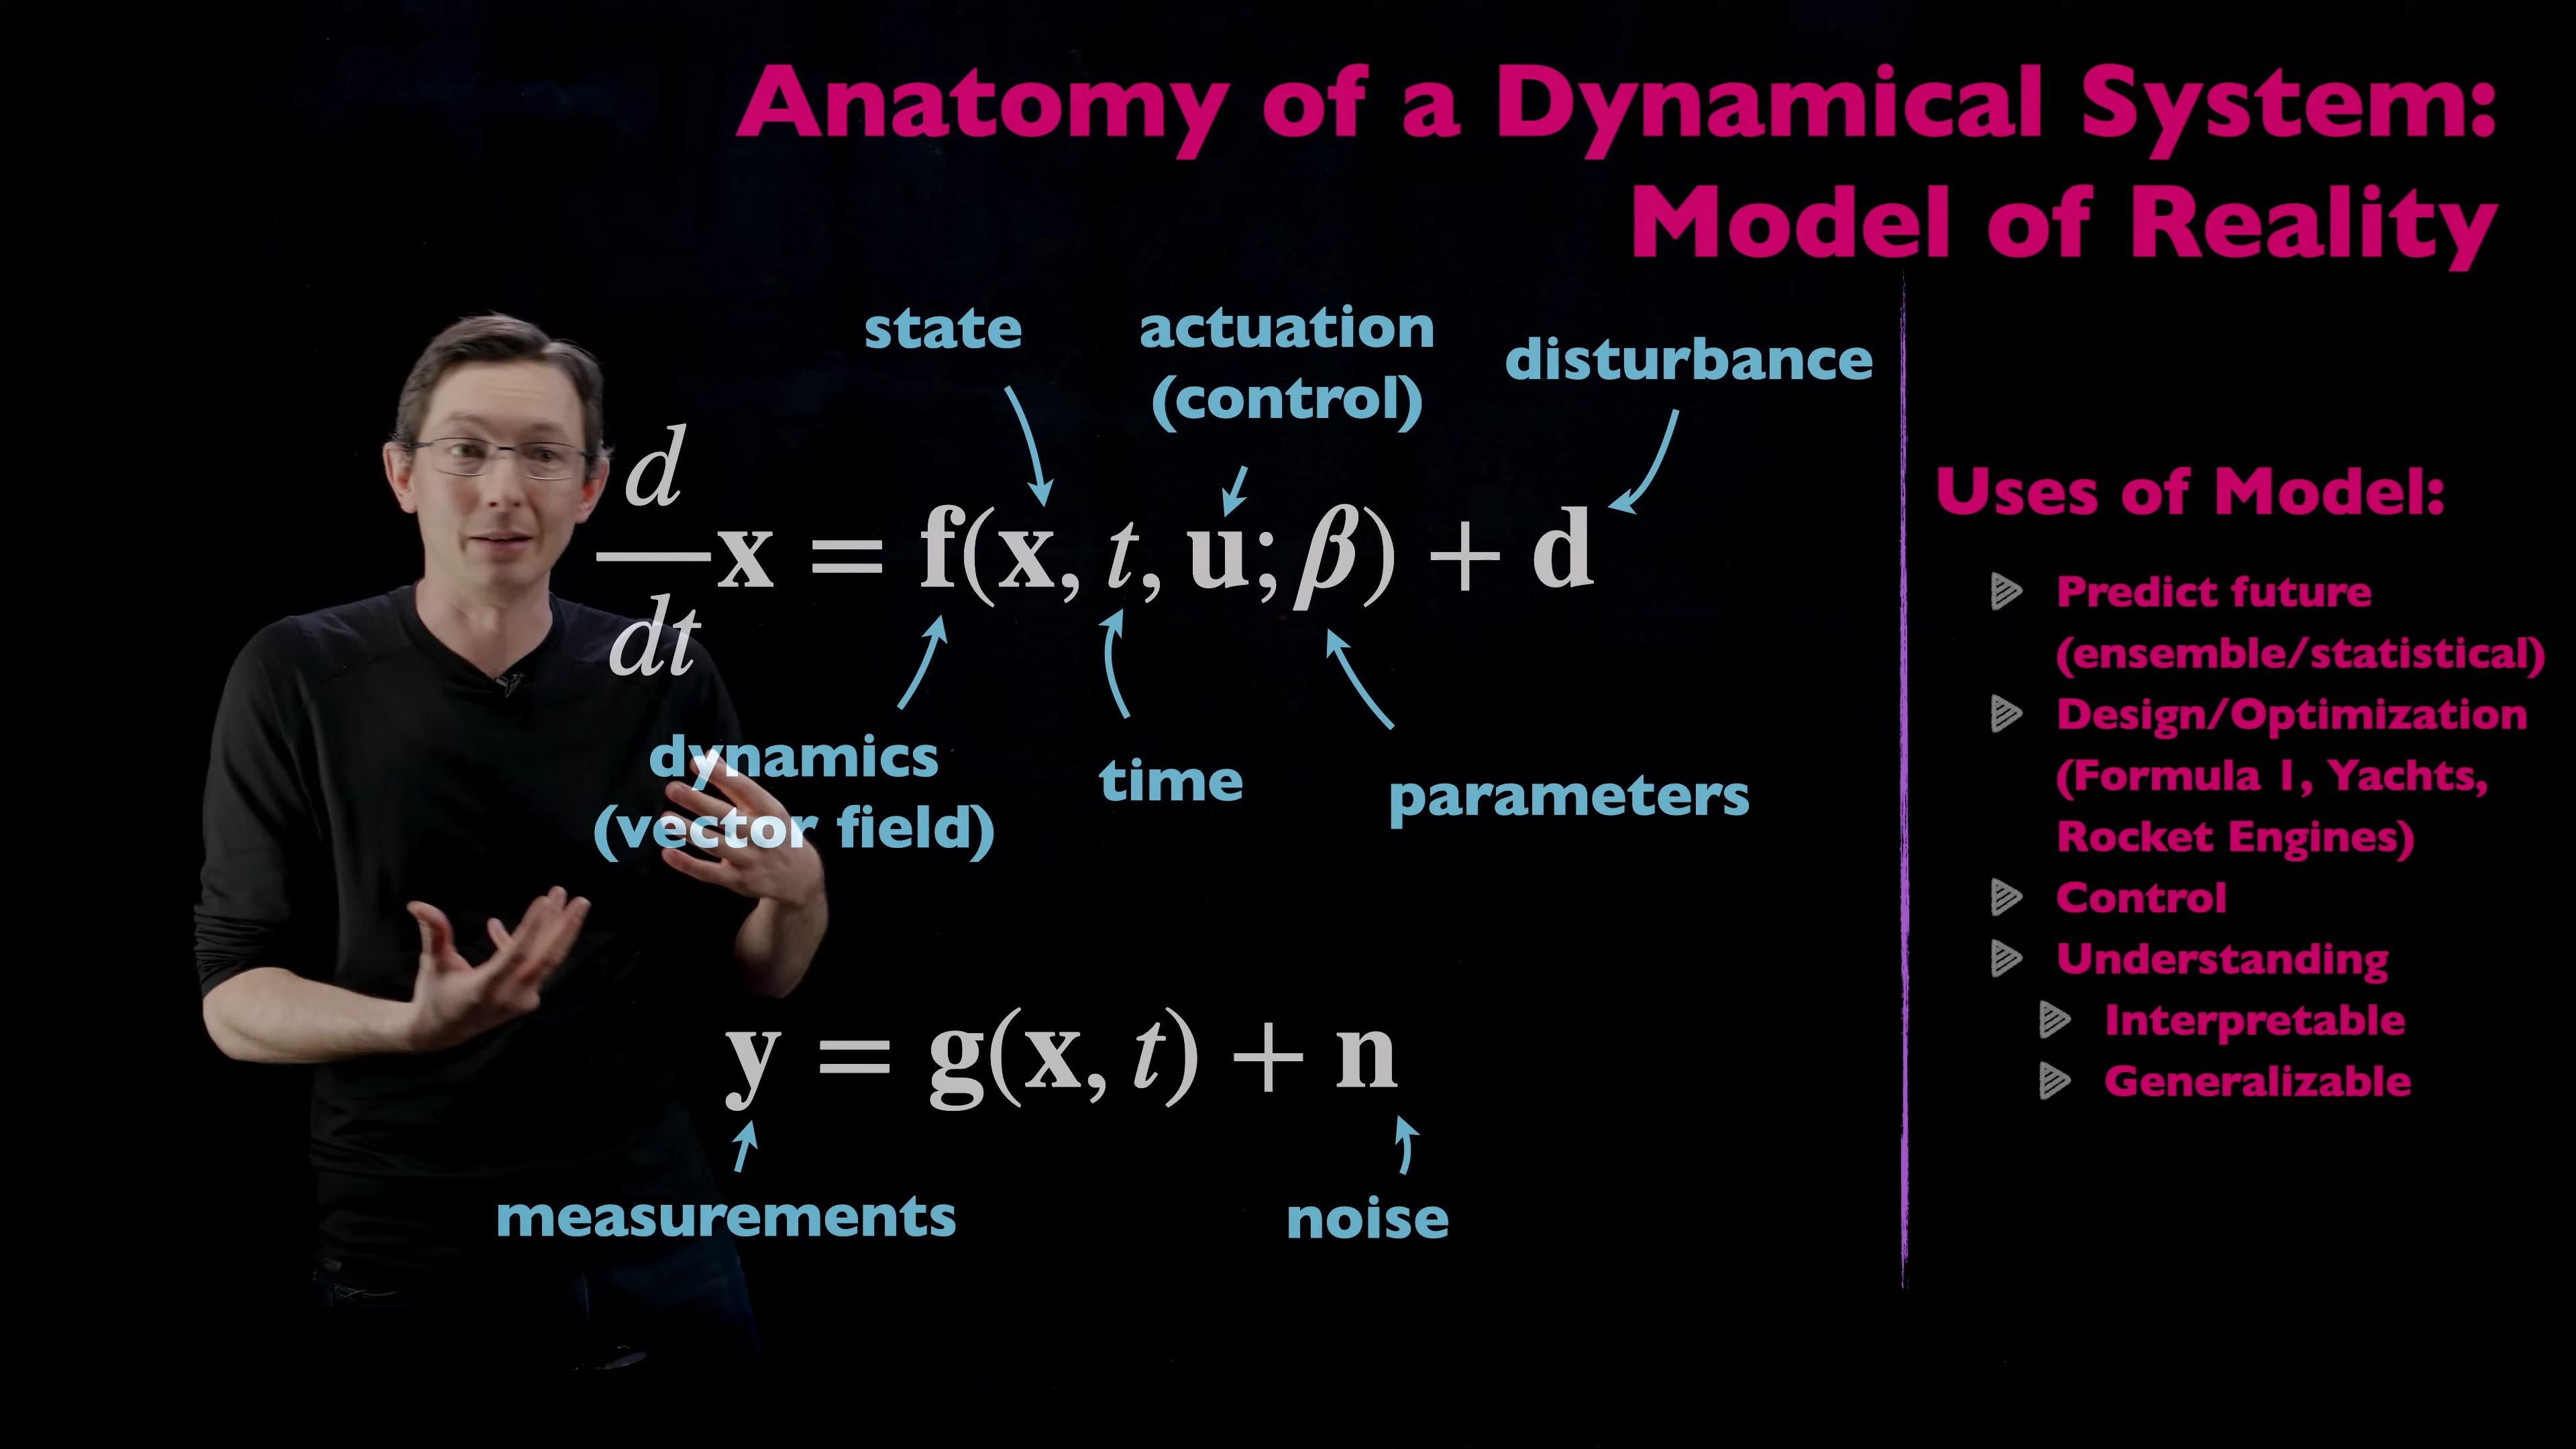 Anatomy of a Dynamical System:
Model of Reality
state
actuation
(control)
disturbance
d/dt x = f(x, t, u; β) + d
dynamics
(vector field)
time
parameters
y = g(x, t) + n
measurements
noise
Uses of Model:
Predict future
(ensemble/statistical)
Design/Optimization
(Formula 1, Yachts,
Rocket Engines)
Control
Understanding
Interpretable
Generalizable